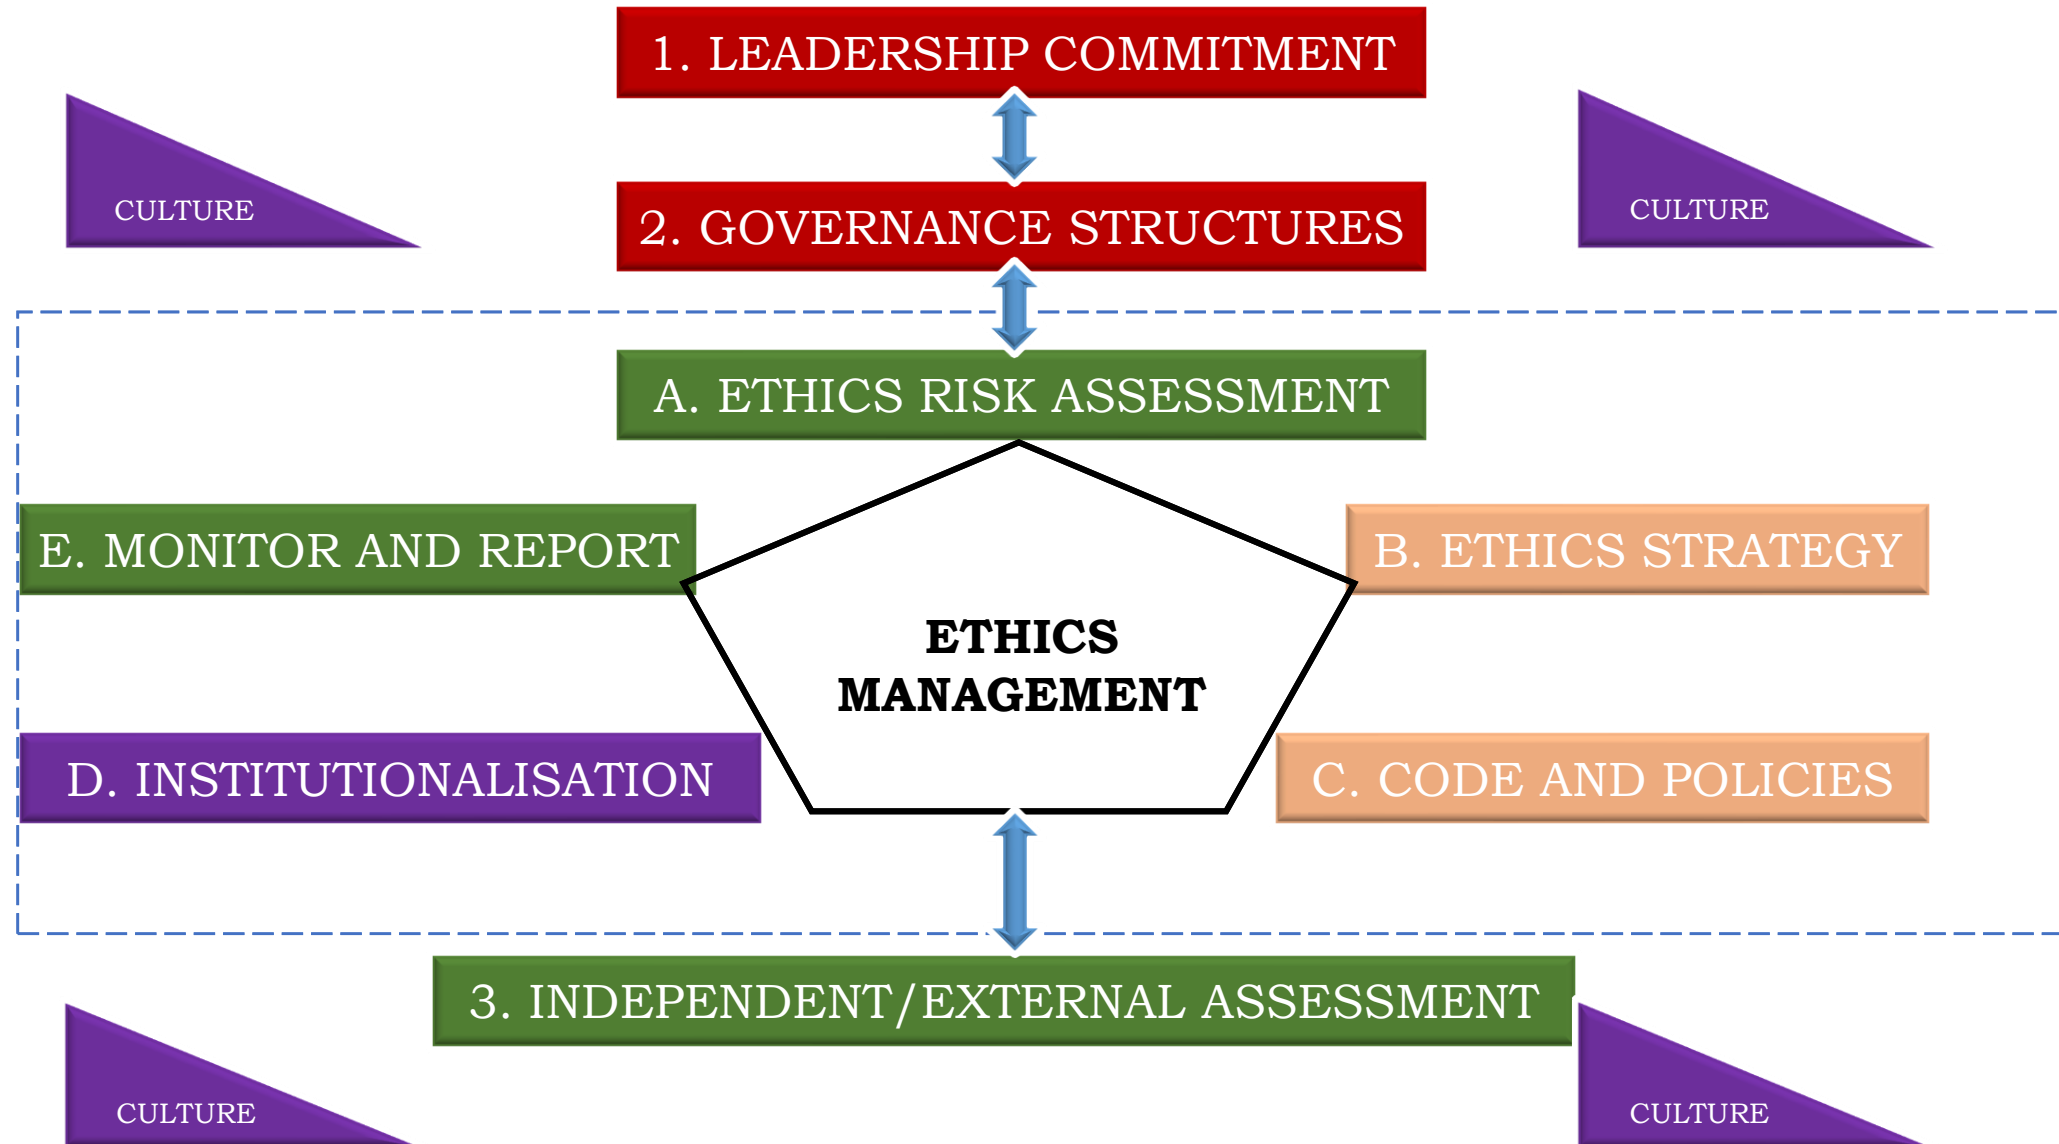 1. LEADERSHIP COMMITMENT
CULTURE
CULTURE
2. GOVERNANCE STRUCTURES
A. ETHICS RISK ASSESSMENT
E. MONITOR AND REPORT
B. ETHICS STRATEGY
ETHICS
MANAGEMENT
D. INSTITUTIONALISATION
C. CODE AND POLICIES
3. INDEPENDENT/EXTERNAL ASSESSMENT
CULTURE
CULTURE